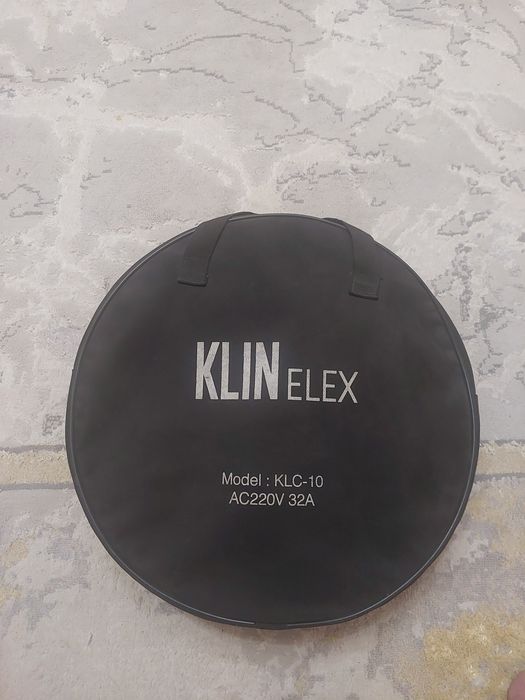 KLIN ELEX
Model : KLC-10
AC220V 32A